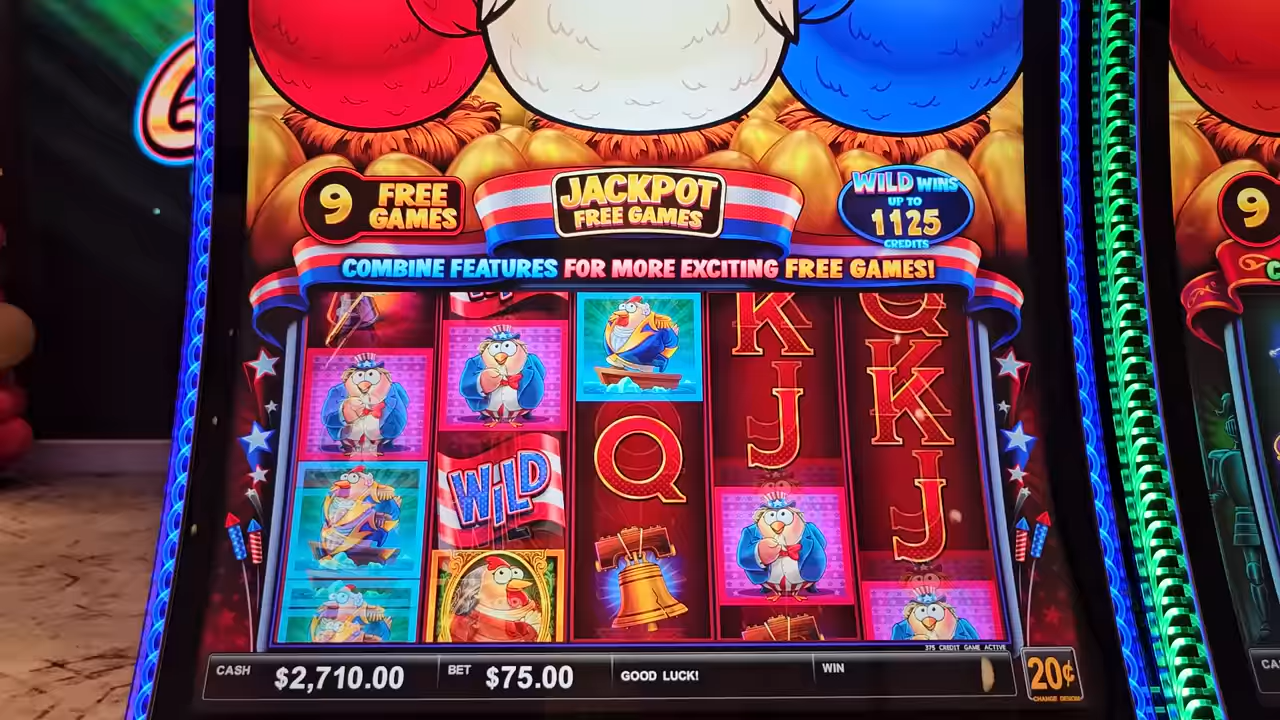 9 FREE GAMES
JACKPOT
FREE GAMES
WILD WINS
UP TO
1125
CREDITS
9
COMBINE FEATURES FOR MORE EXCITING FREE GAMES!
K
Q
K
J
WILD
Q
J
375 CREDIT GAME ACTIVE
CASH $2,710.00 BET $75.00 GOOD LUCK! WIN 20¢
CHANGE DENOM
CA